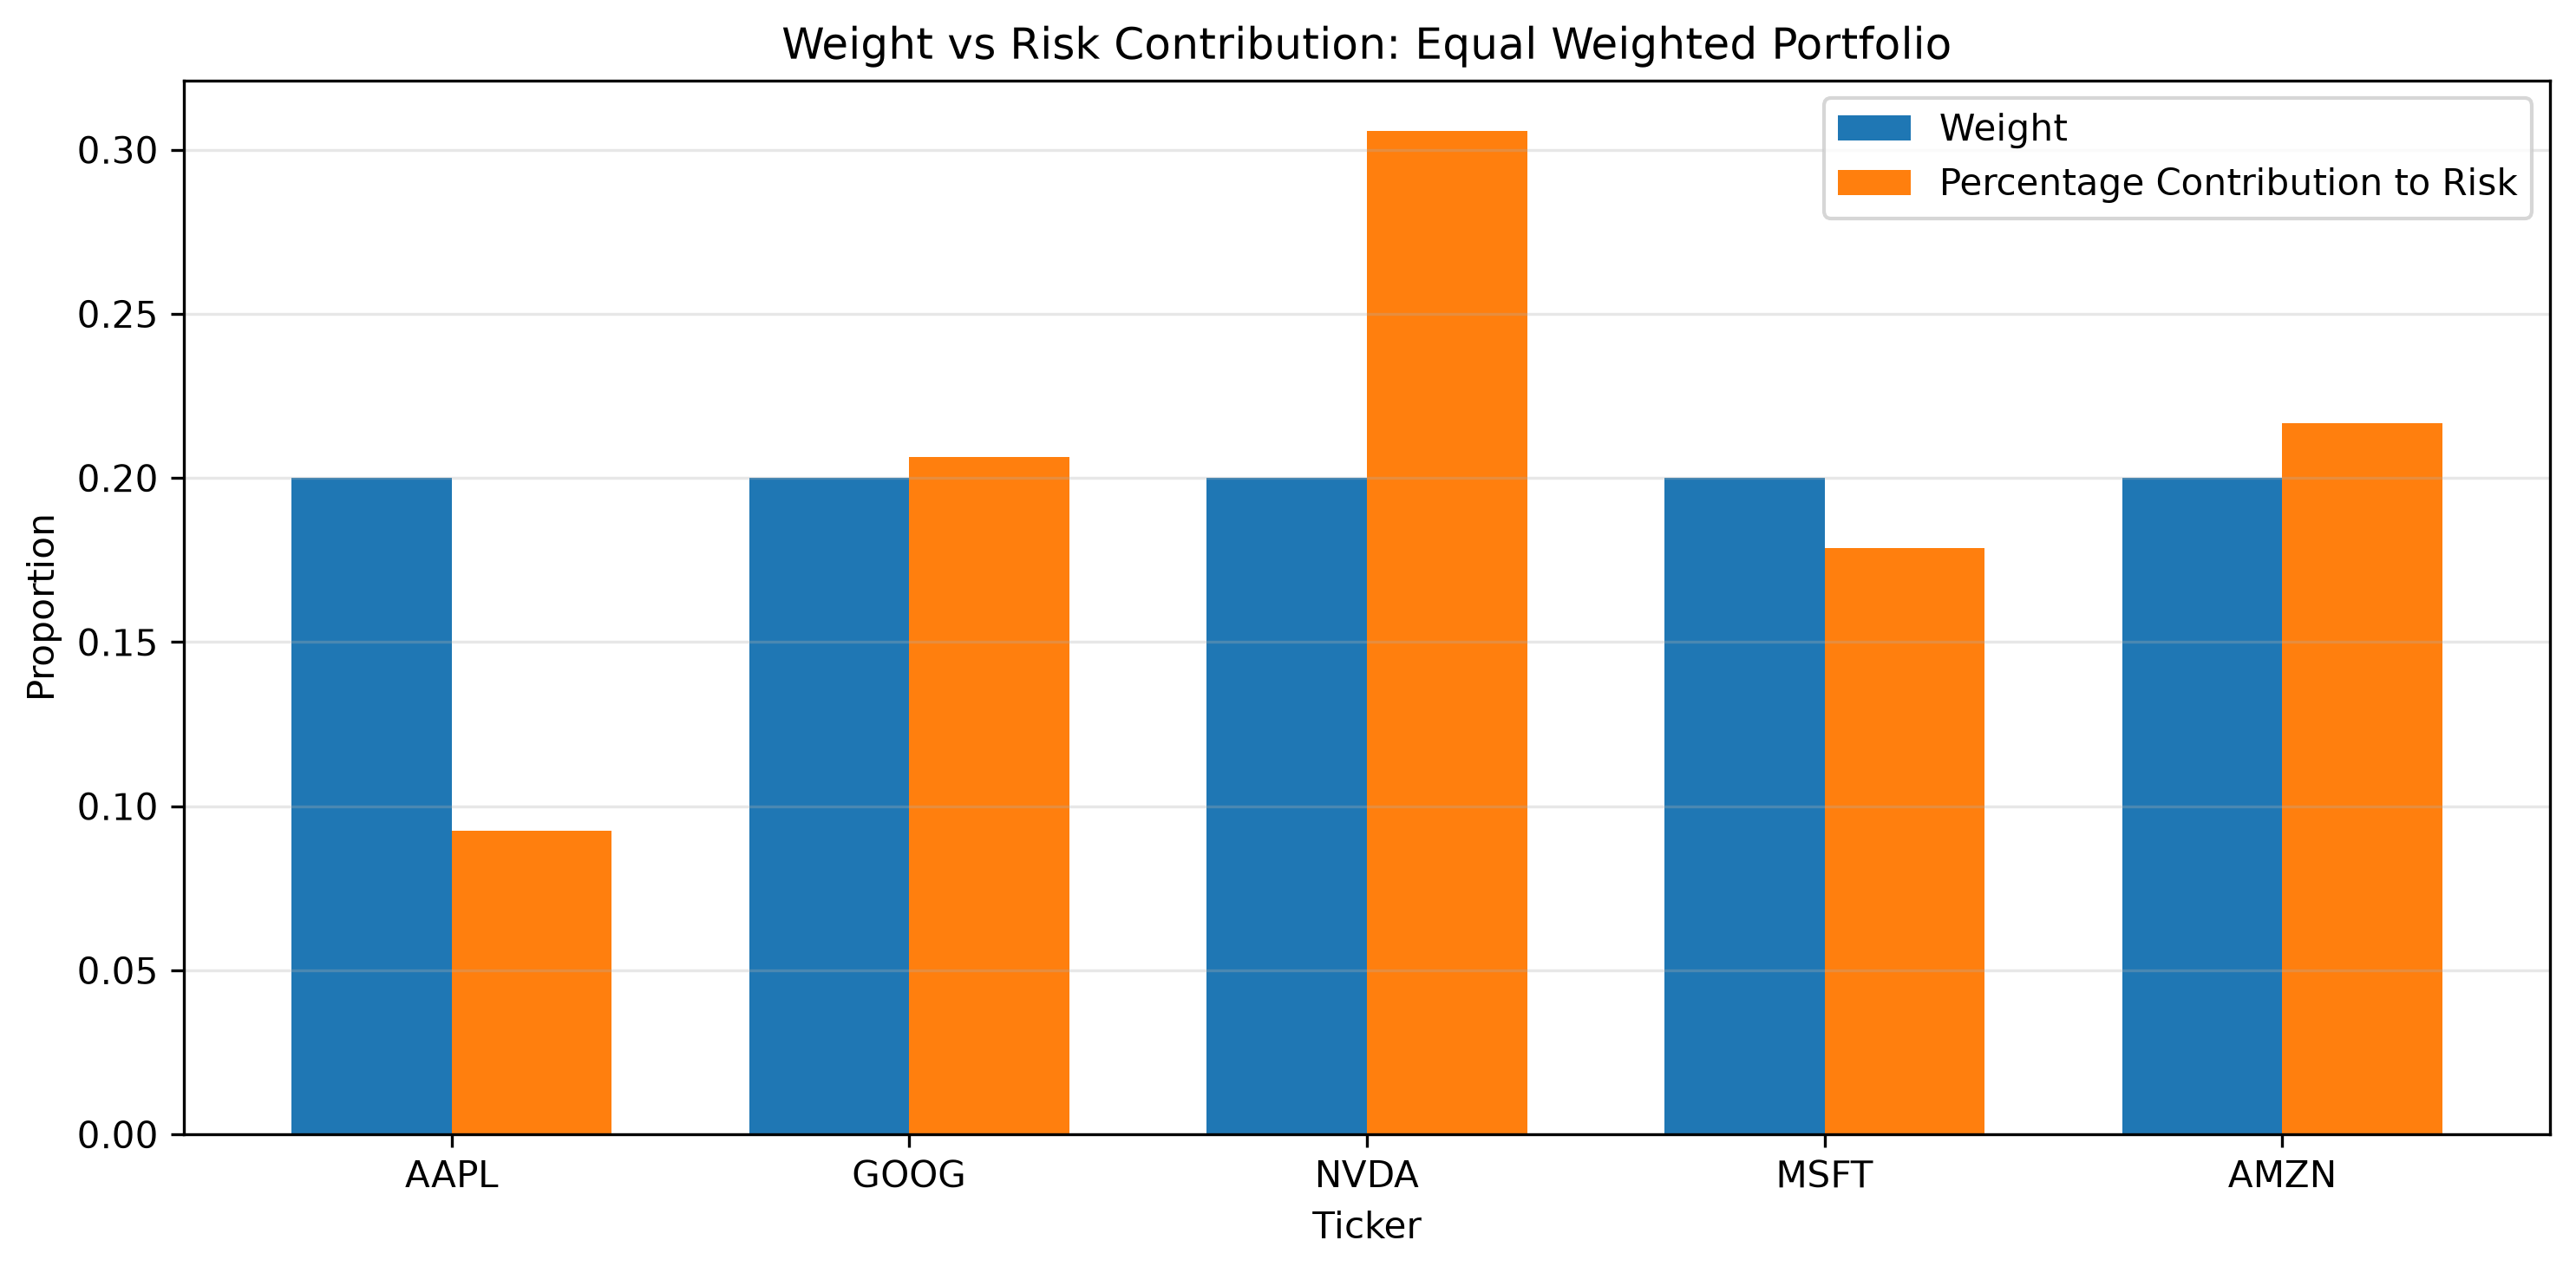 Weight vs Risk Contribution: Equal Weighted Portfolio
Weight
Percentage Contribution to Risk
0.30
0.25
0.20
0.15
0.10
0.05
0.00
Proportion
AAPL GOOG NVDA MSFT AMZN
Ticker